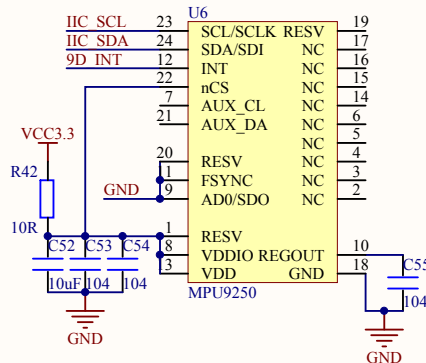 U6
IIC_SCL 23 SCL/SCLK RESV 19
IIC_SDA 24 SDA/SDI NC 17
9D_INT 12 INT NC 16
22 nCS NC 15
7 AUX_CL NC 14
21 AUX_DA NC 6
NC 5
VCC3.3
20 RESV NC 4
R42
1 FSYNC NC 3
GND 9 AD0/SDO NC 2
10R
1 RESV
C52 C53 C54
8 VDDIO REGOUT 10
13 VDD GND 18
C55
10uF 104 104
MPU9250
104
GND
GND